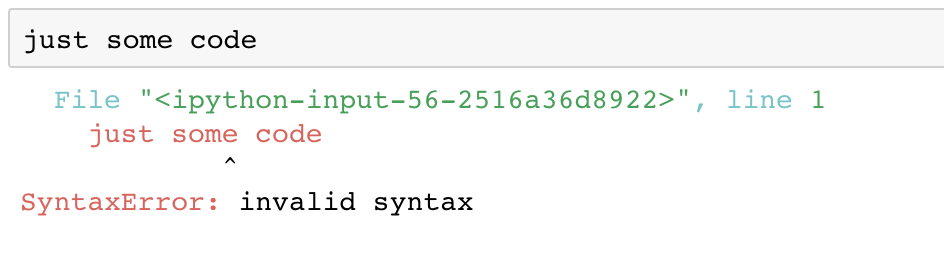 just some code
File "<ipython-input-56-2516a36d8922>", line 1
just some code
^
SyntaxError: invalid syntax